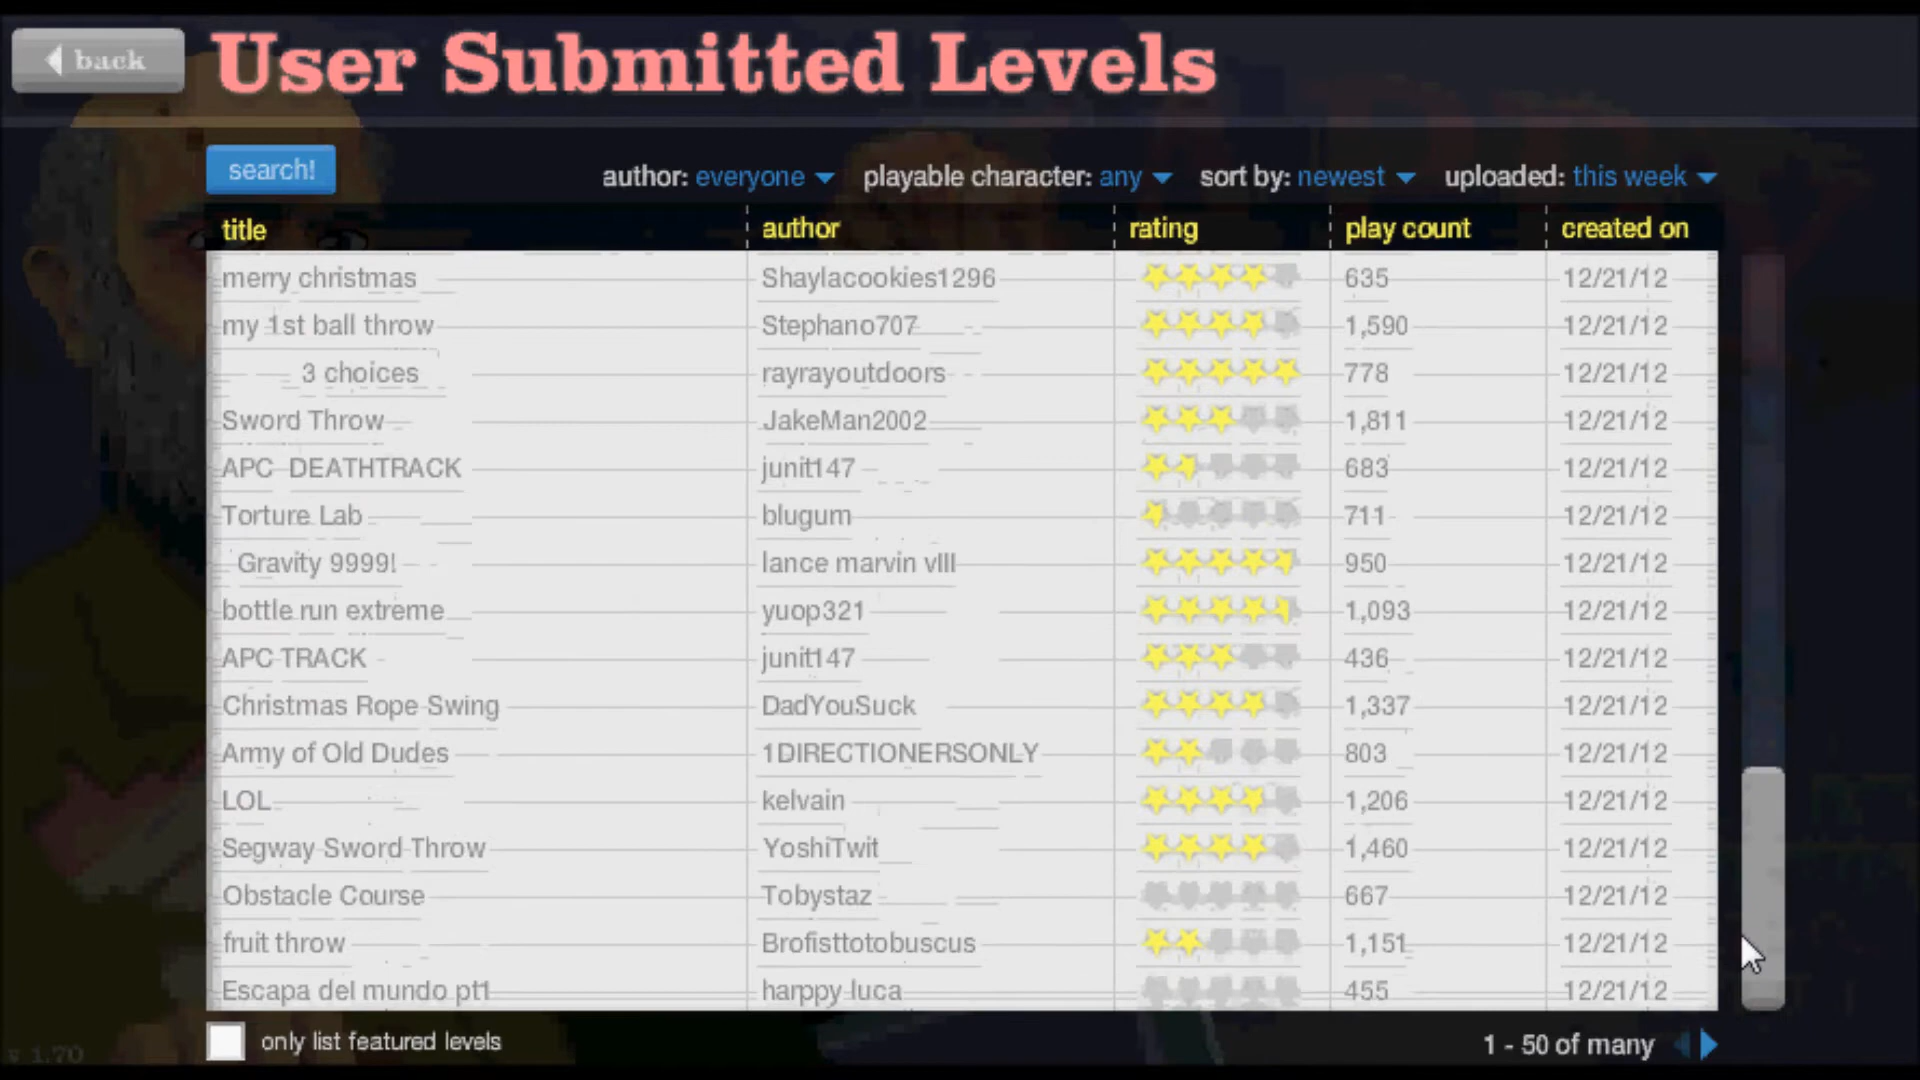 back
User Submitted Levels
search!
author: everyone playable character: any sort by: newest uploaded: this week
title author rating play count created on
merry christmas Shaylacookies1296 635 12/21/12
my 1st ball throw Stephano707 1,590 12/21/12
3 choices rayrayoutdoors 778 12/21/12
Sword Throw JakeMan2002 1,811 12/21/12
APC DEATHTRACK junit147 683 12/21/12
Torture Lab blugum 711 12/21/12
Gravity 9999! lance marvin vIII 950 12/21/12
bottle run extreme yuop321 1,093 12/21/12
APC TRACK junit147 436 12/21/12
Christmas Rope Swing DadYouSuck 1,337 12/21/12
Army of Old Dudes 1DIRECTIONERSONLY 803 12/21/12
LOL kelvain 1,206 12/21/12
Segway Sword Throw YoshiTwit 1,460 12/21/12
Obstacle Course Tobystaz 667 12/21/12
fruit throw Brofisttotobuscus 1,151 12/21/12
Escapa del mundo pt1 harppy luca 455 12/21/12
only list featured levels
1 - 50 of many
v 1.70